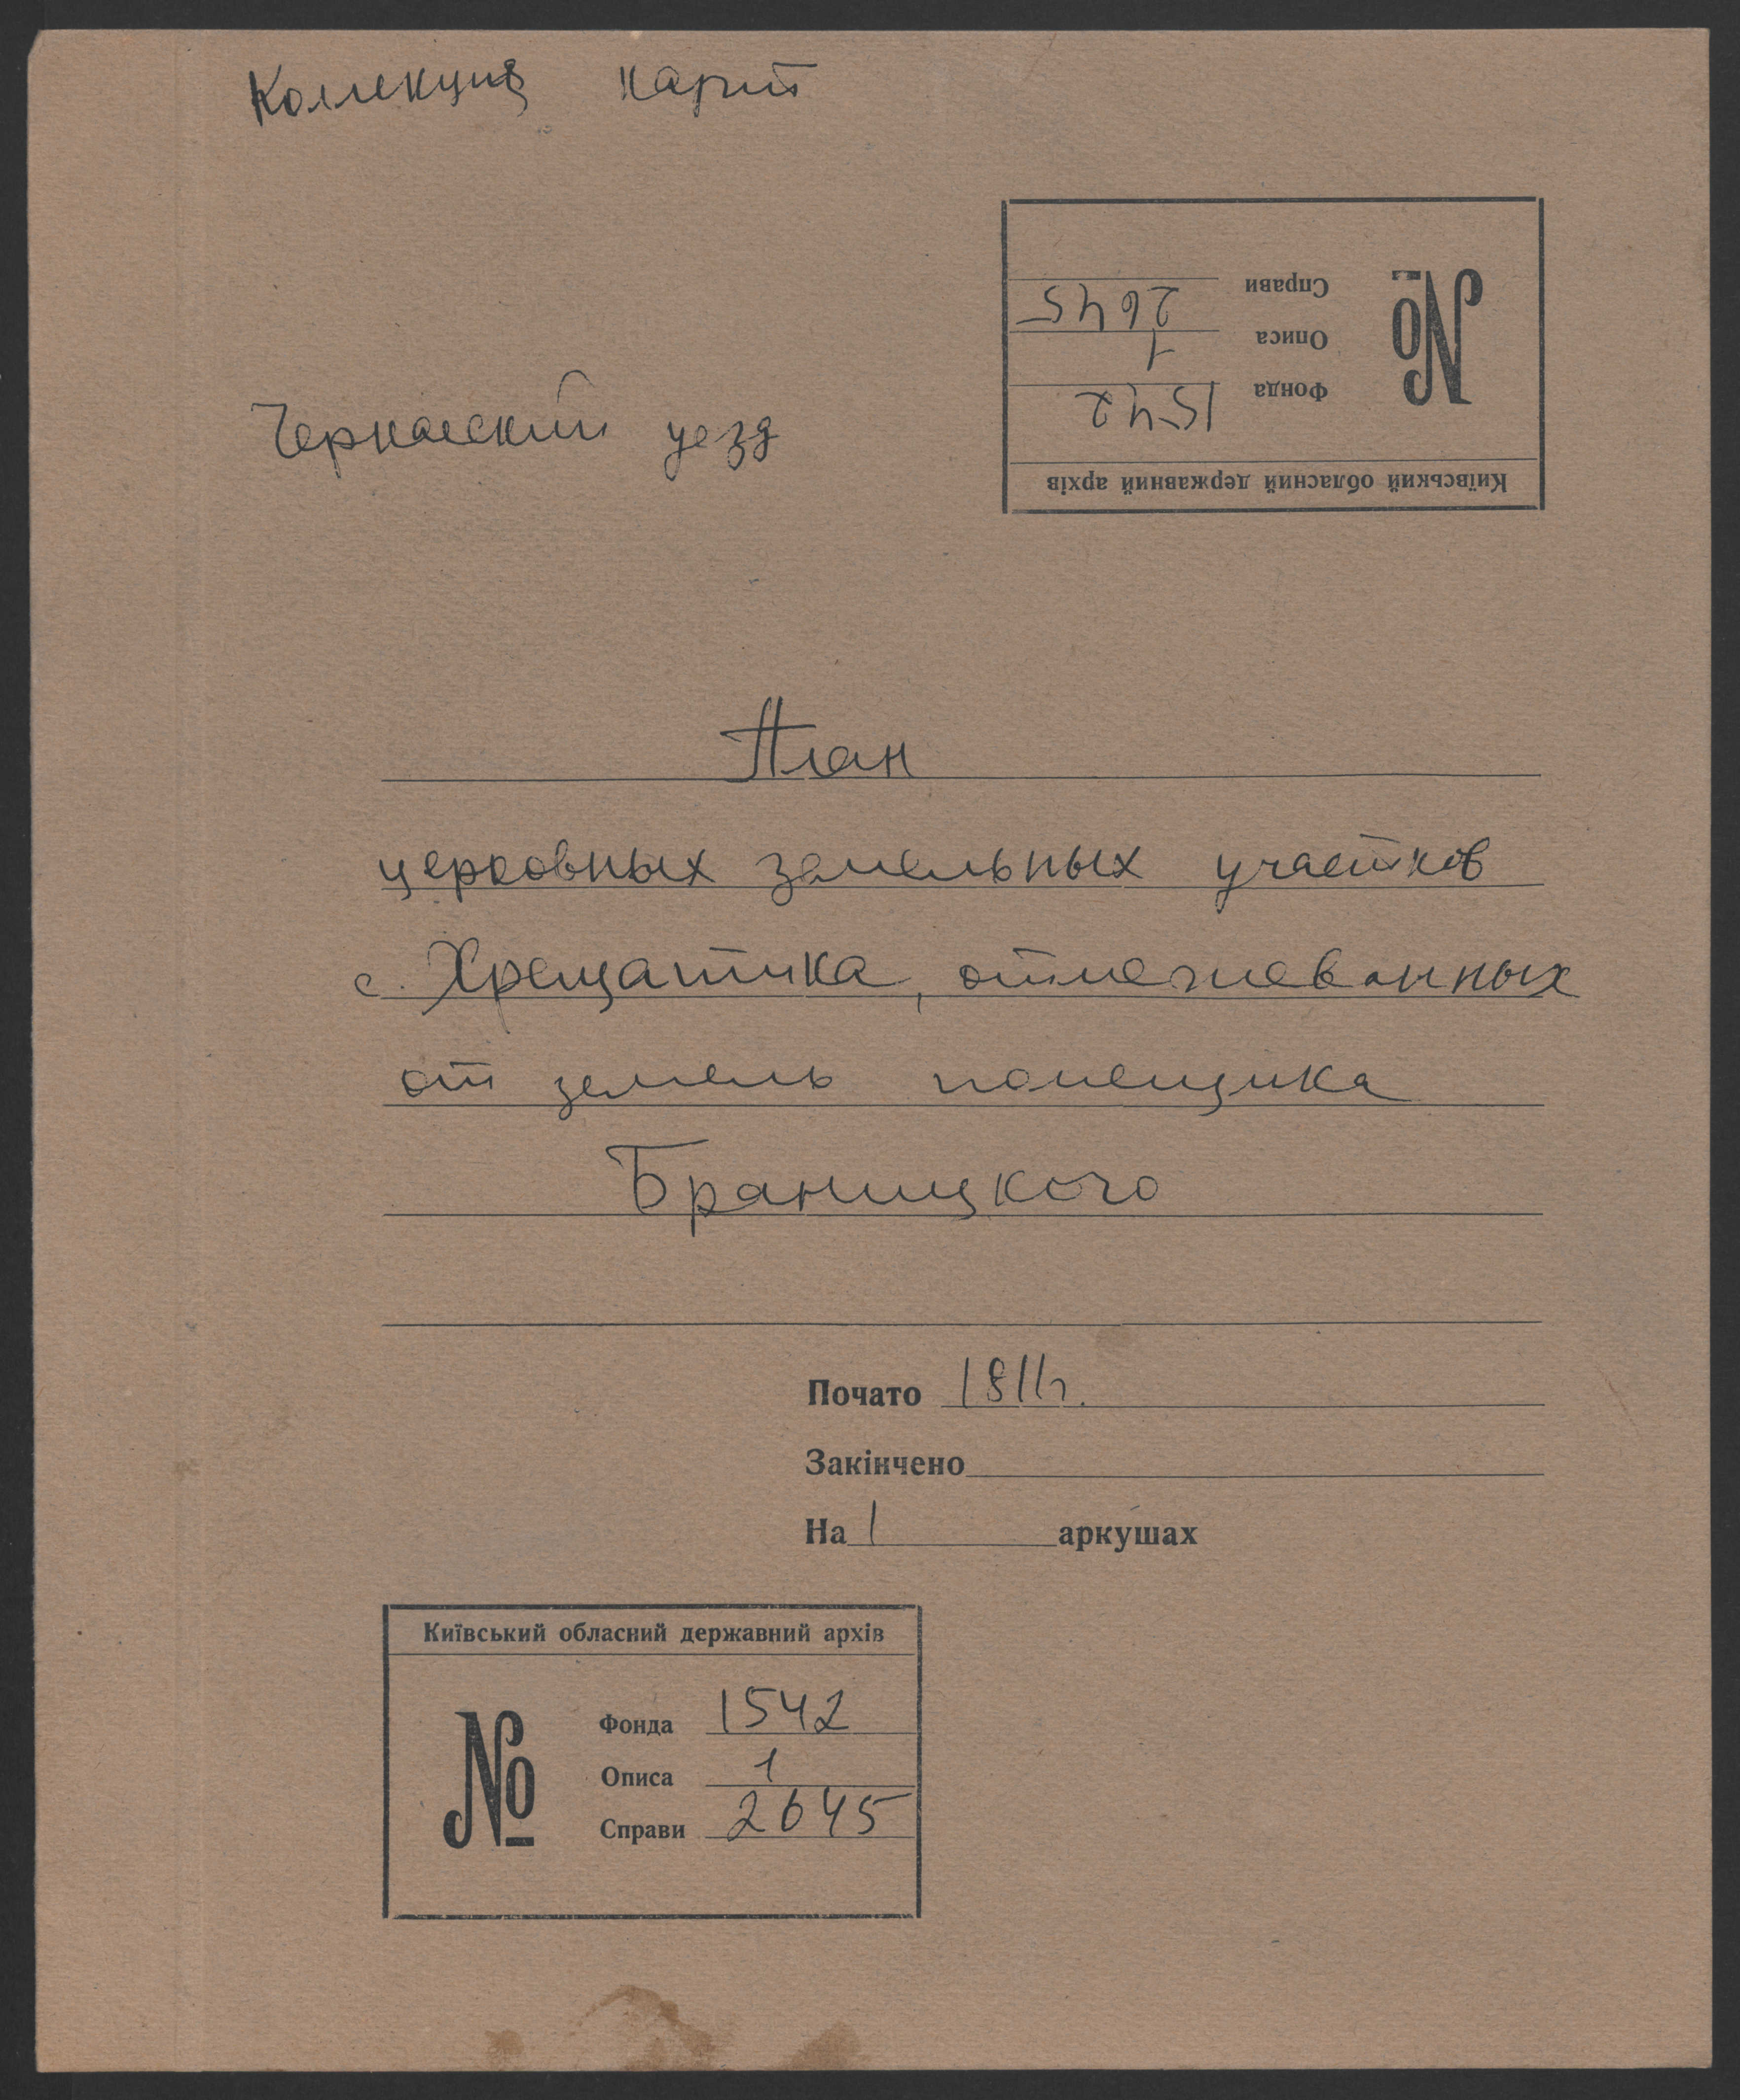 Коллекция карт
Київський обласний державний архів
№
Фонда 1542
Описа 1
Справи 2645
Черкасский уезд
План
церковных земельных участков
с. Хрещатика, отмежеванных
от земель помещика
Браницкого
Почато 1811 г.
Закінчено
На 1 аркушах
Київський обласний державний архів
№
Фонда 1542
Описа 1
Справи 2645